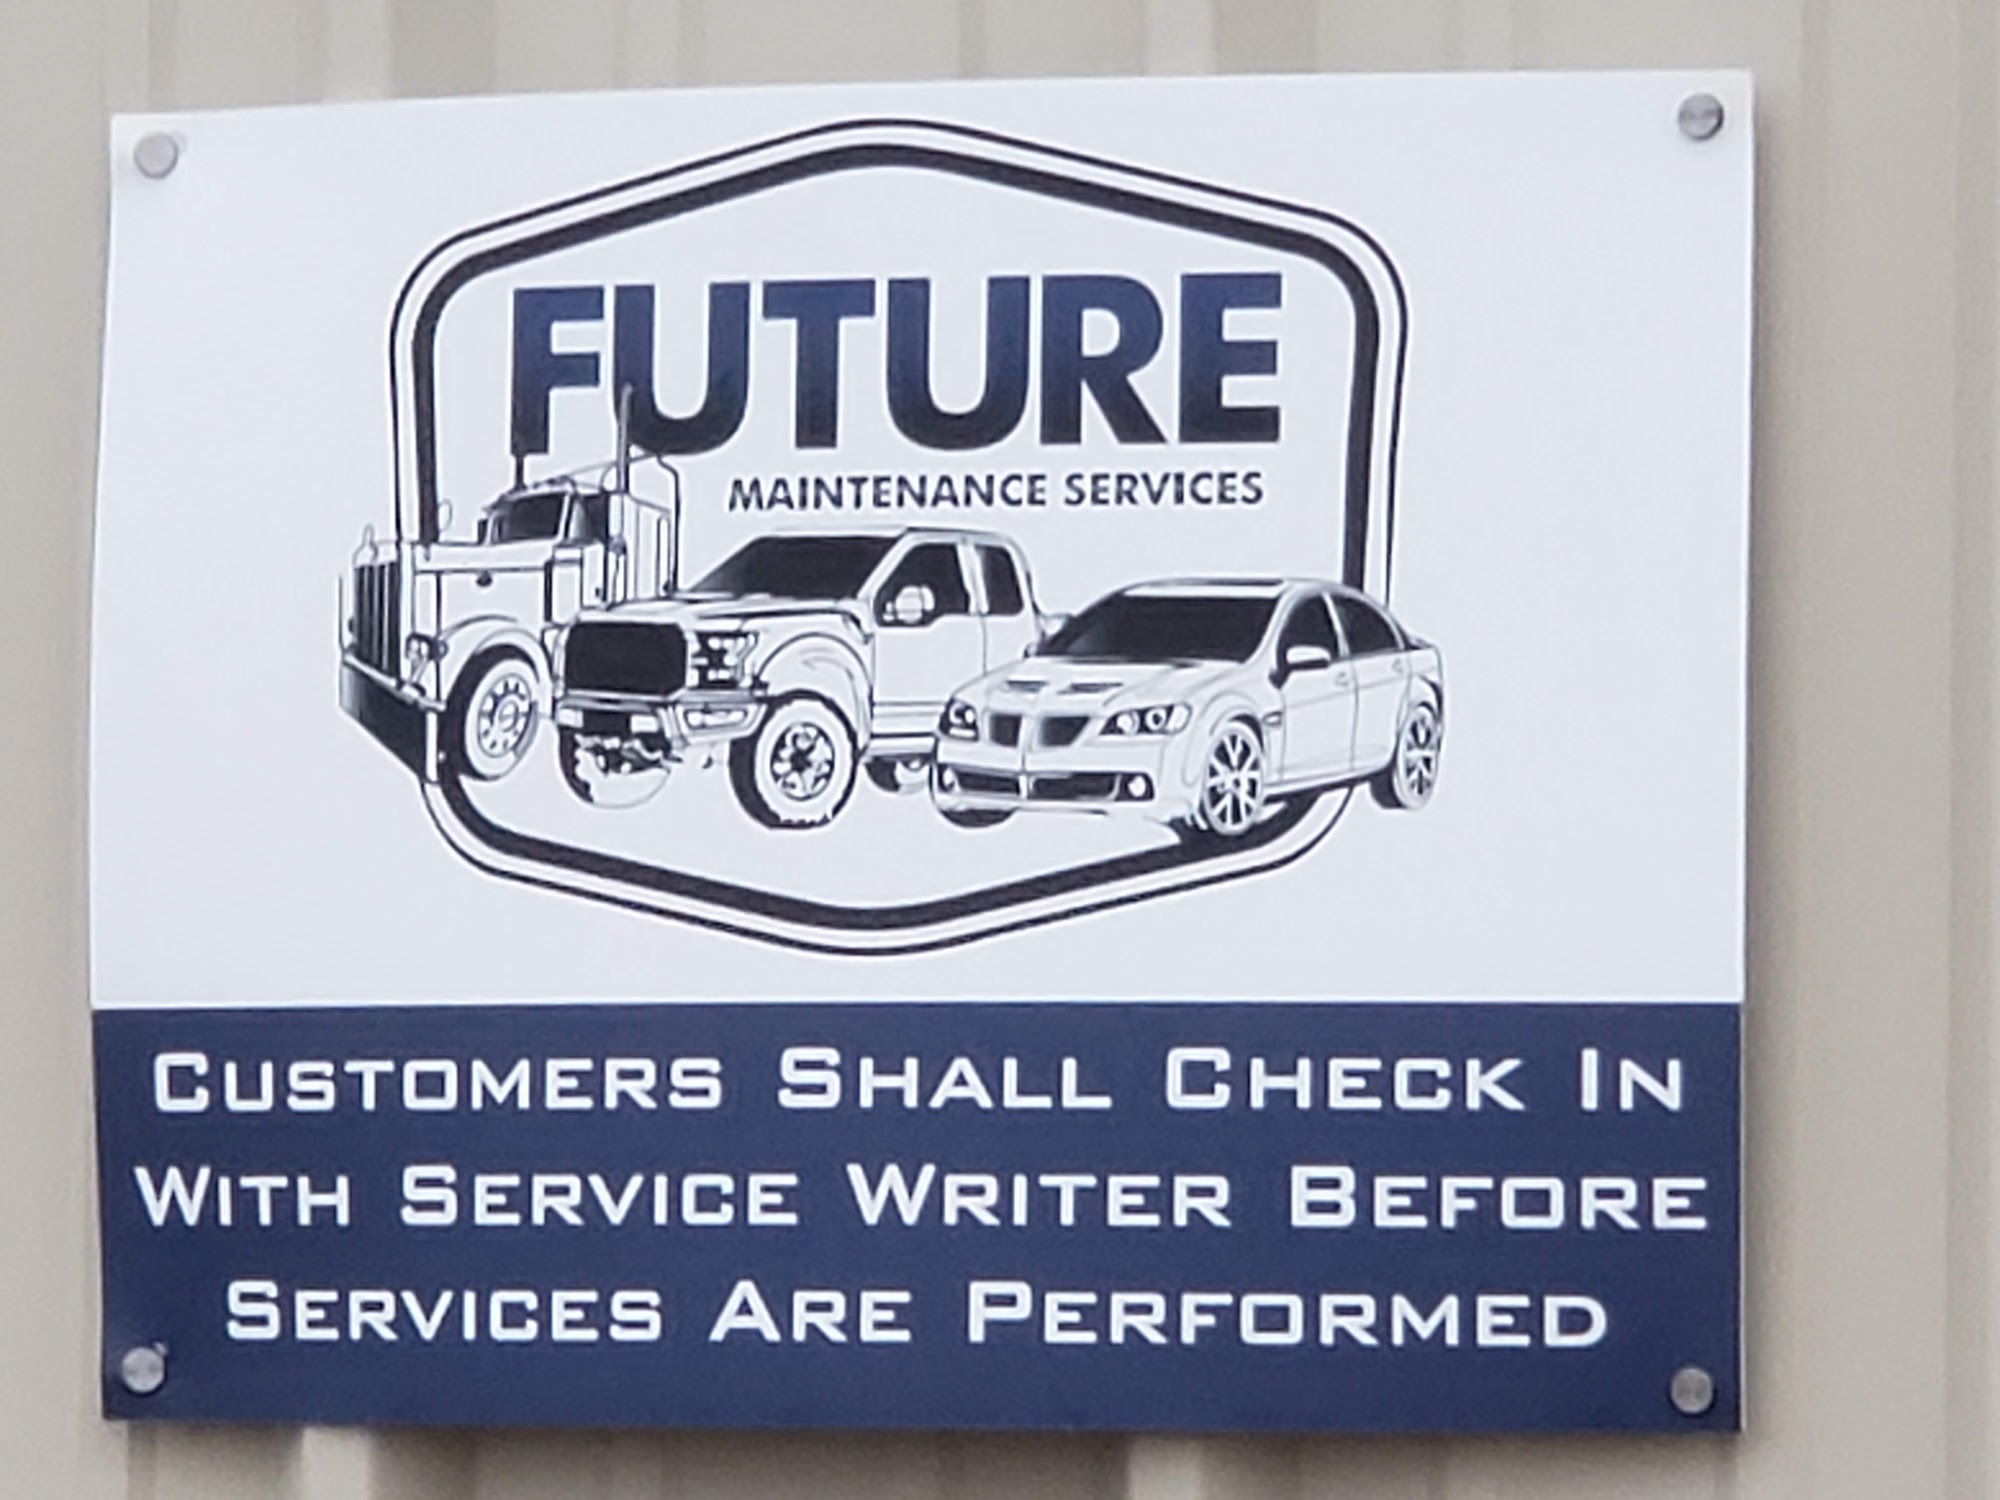 FUTURE
MAINTENANCE SERVICES
CUSTOMERS SHALL CHECK IN
WITH SERVICE WRITER BEFORE
SERVICES ARE PERFORMED